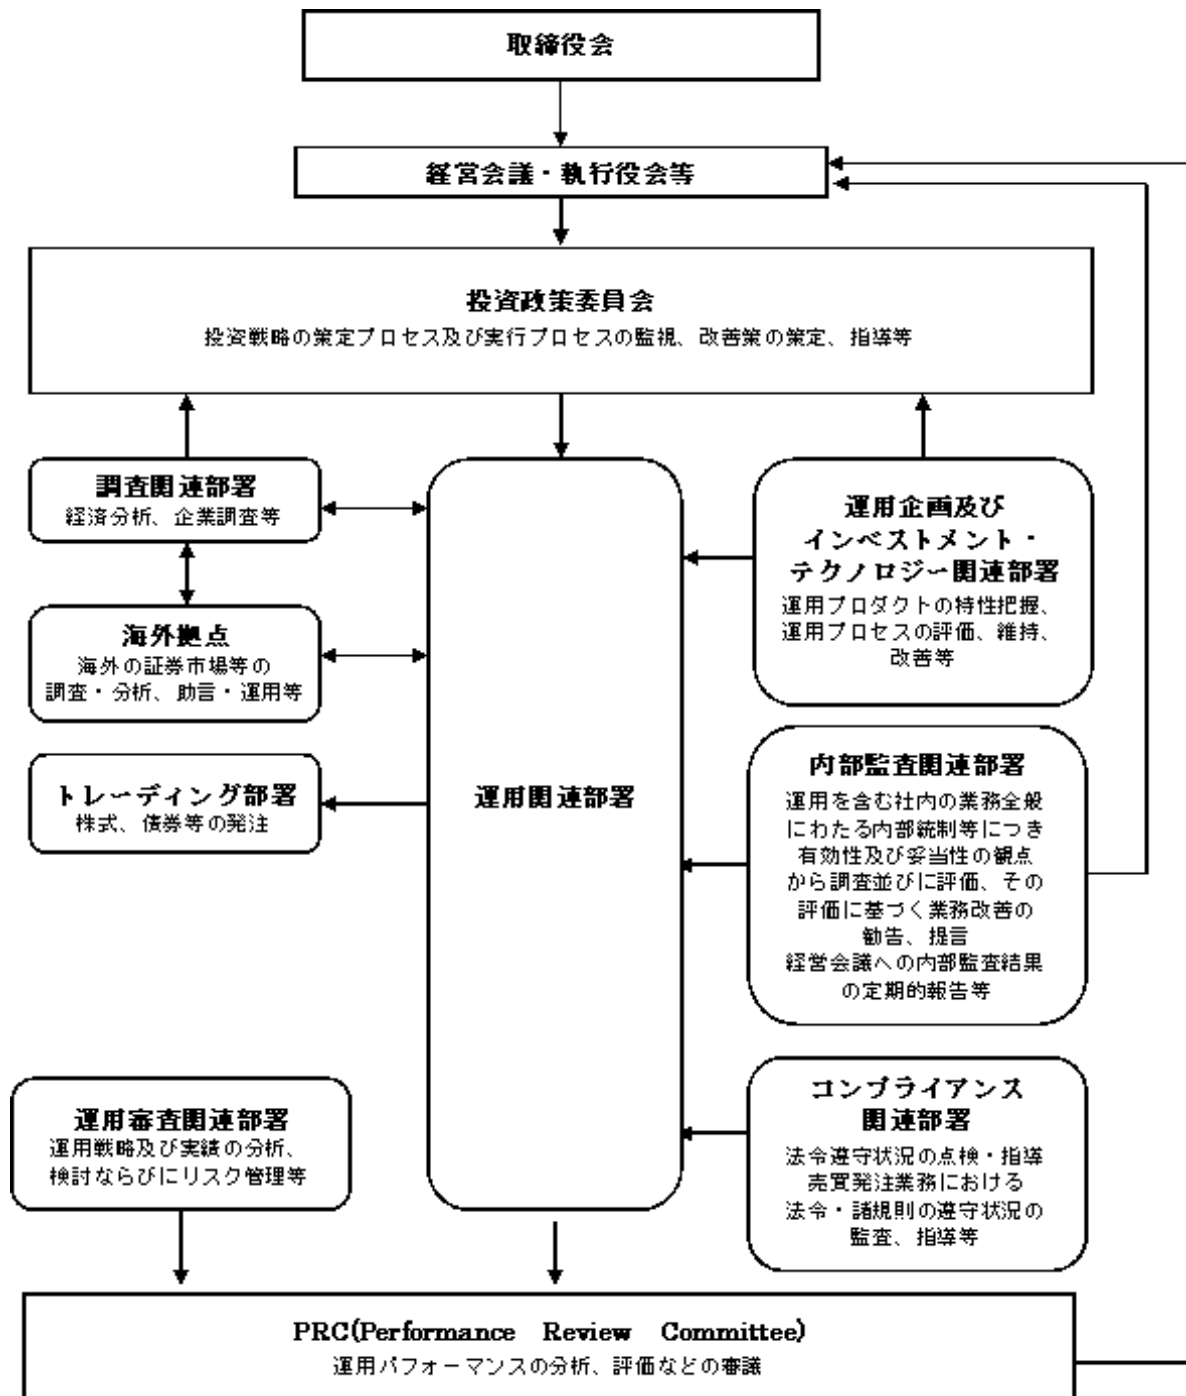 取締役会
経営会議・執行役会等
投資政策委員会
投資戦略の策定プロセス及び実行プロセスの監視、改善策の策定、指導等
調査関連部署
経済分析、企業調査等
海外拠点
海外の証券市場等の
調査・分析、助言・運用等
トレーディング部署
株式、債券等の発注
運用関連部署
運用企画及び
インベストメント・
テクノロジー関連部署
運用プロダクトの特性把握、
運用プロセスの評価、維持、
改善等
内部監査関連部署
運用を含む社内の業務全般
にわたる内部統制等につき
有効性及び妥当性の観点
から調査並びに評価、その
評価に基づく業務改善の
勧告、提言
経営会議への内部監査結果
の定期的報告等
運用審査関連部署
運用戦略及び実績の分析、
検討ならびにリスク管理等
コンプライアンス
関連部署
法令遵守状況の点検・指導
売買発注業務における
法令・諸規則の遵守状況の
監査、指導等
PRC(Performance Review Committee)
運用パフォーマンスの分析、評価などの審議